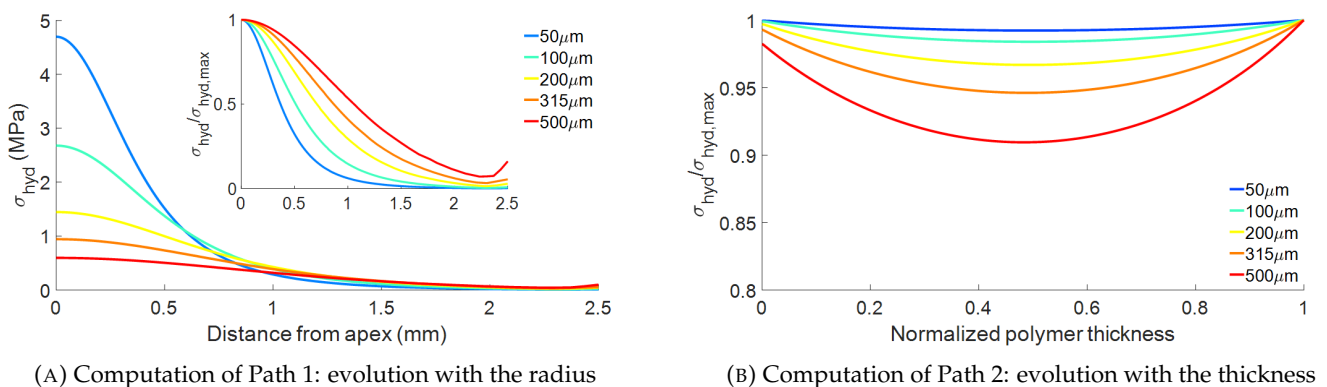 5
4
3
2
1
0
σhyd (MPa)
0
0.5
1
1.5
2
2.5
Distance from apex (mm)
1
0.5
0
σhyd/σhyd,max
0
0.5
1
1.5
2
2.5
50μm
100μm
200μm
315μm
500μm
(A) Computation of Path 1: evolution with the radius
1
0.95
0.9
0.85
0.8
σhyd/σhyd,max
0
0.2
0.4
0.6
0.8
1
Normalized polymer thickness
50μm
100μm
200μm
315μm
500μm
(B) Computation of Path 2: evolution with the thickness